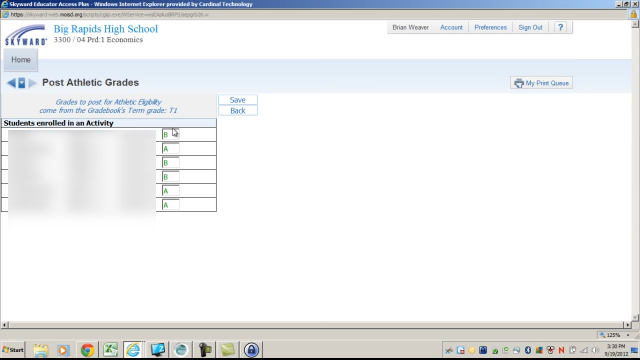 Skyward Educator Access Plus - Windows Internet Explorer provided by Cardinal Technology
SKYWARD
Big Rapids High School
3300 / 04 Prd:1 Economics
Brian Weaver Account Preferences Sign Out ?
Home
Post Athletic Grades
My Print Queue
Grades to post for Athletic Eligibility
come from the Gradebook's Term grade: T1
Save
Back
Students enrolled in an Activity
B
A
B
B
A
A
125%
Start
3:30 PM
9/19/2012